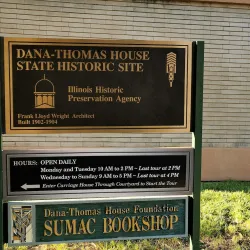 DANA-THOMAS HOUSE
STATE HISTORIC SITE
Illinois Historic
Preservation Agency
Frank Lloyd Wright Architect
Built 1902-1904
HOURS: OPEN DAILY
Monday and Tuesday 10 AM to 2 PM - Last tour at 2 PM
Wednesday to Sunday 9 AM to 5 PM - Last tour at 4 PM
Enter Carriage House Through Courtyard to Start the Tour
Dana-Thomas House Foundation
SUMAC BOOKSHOP